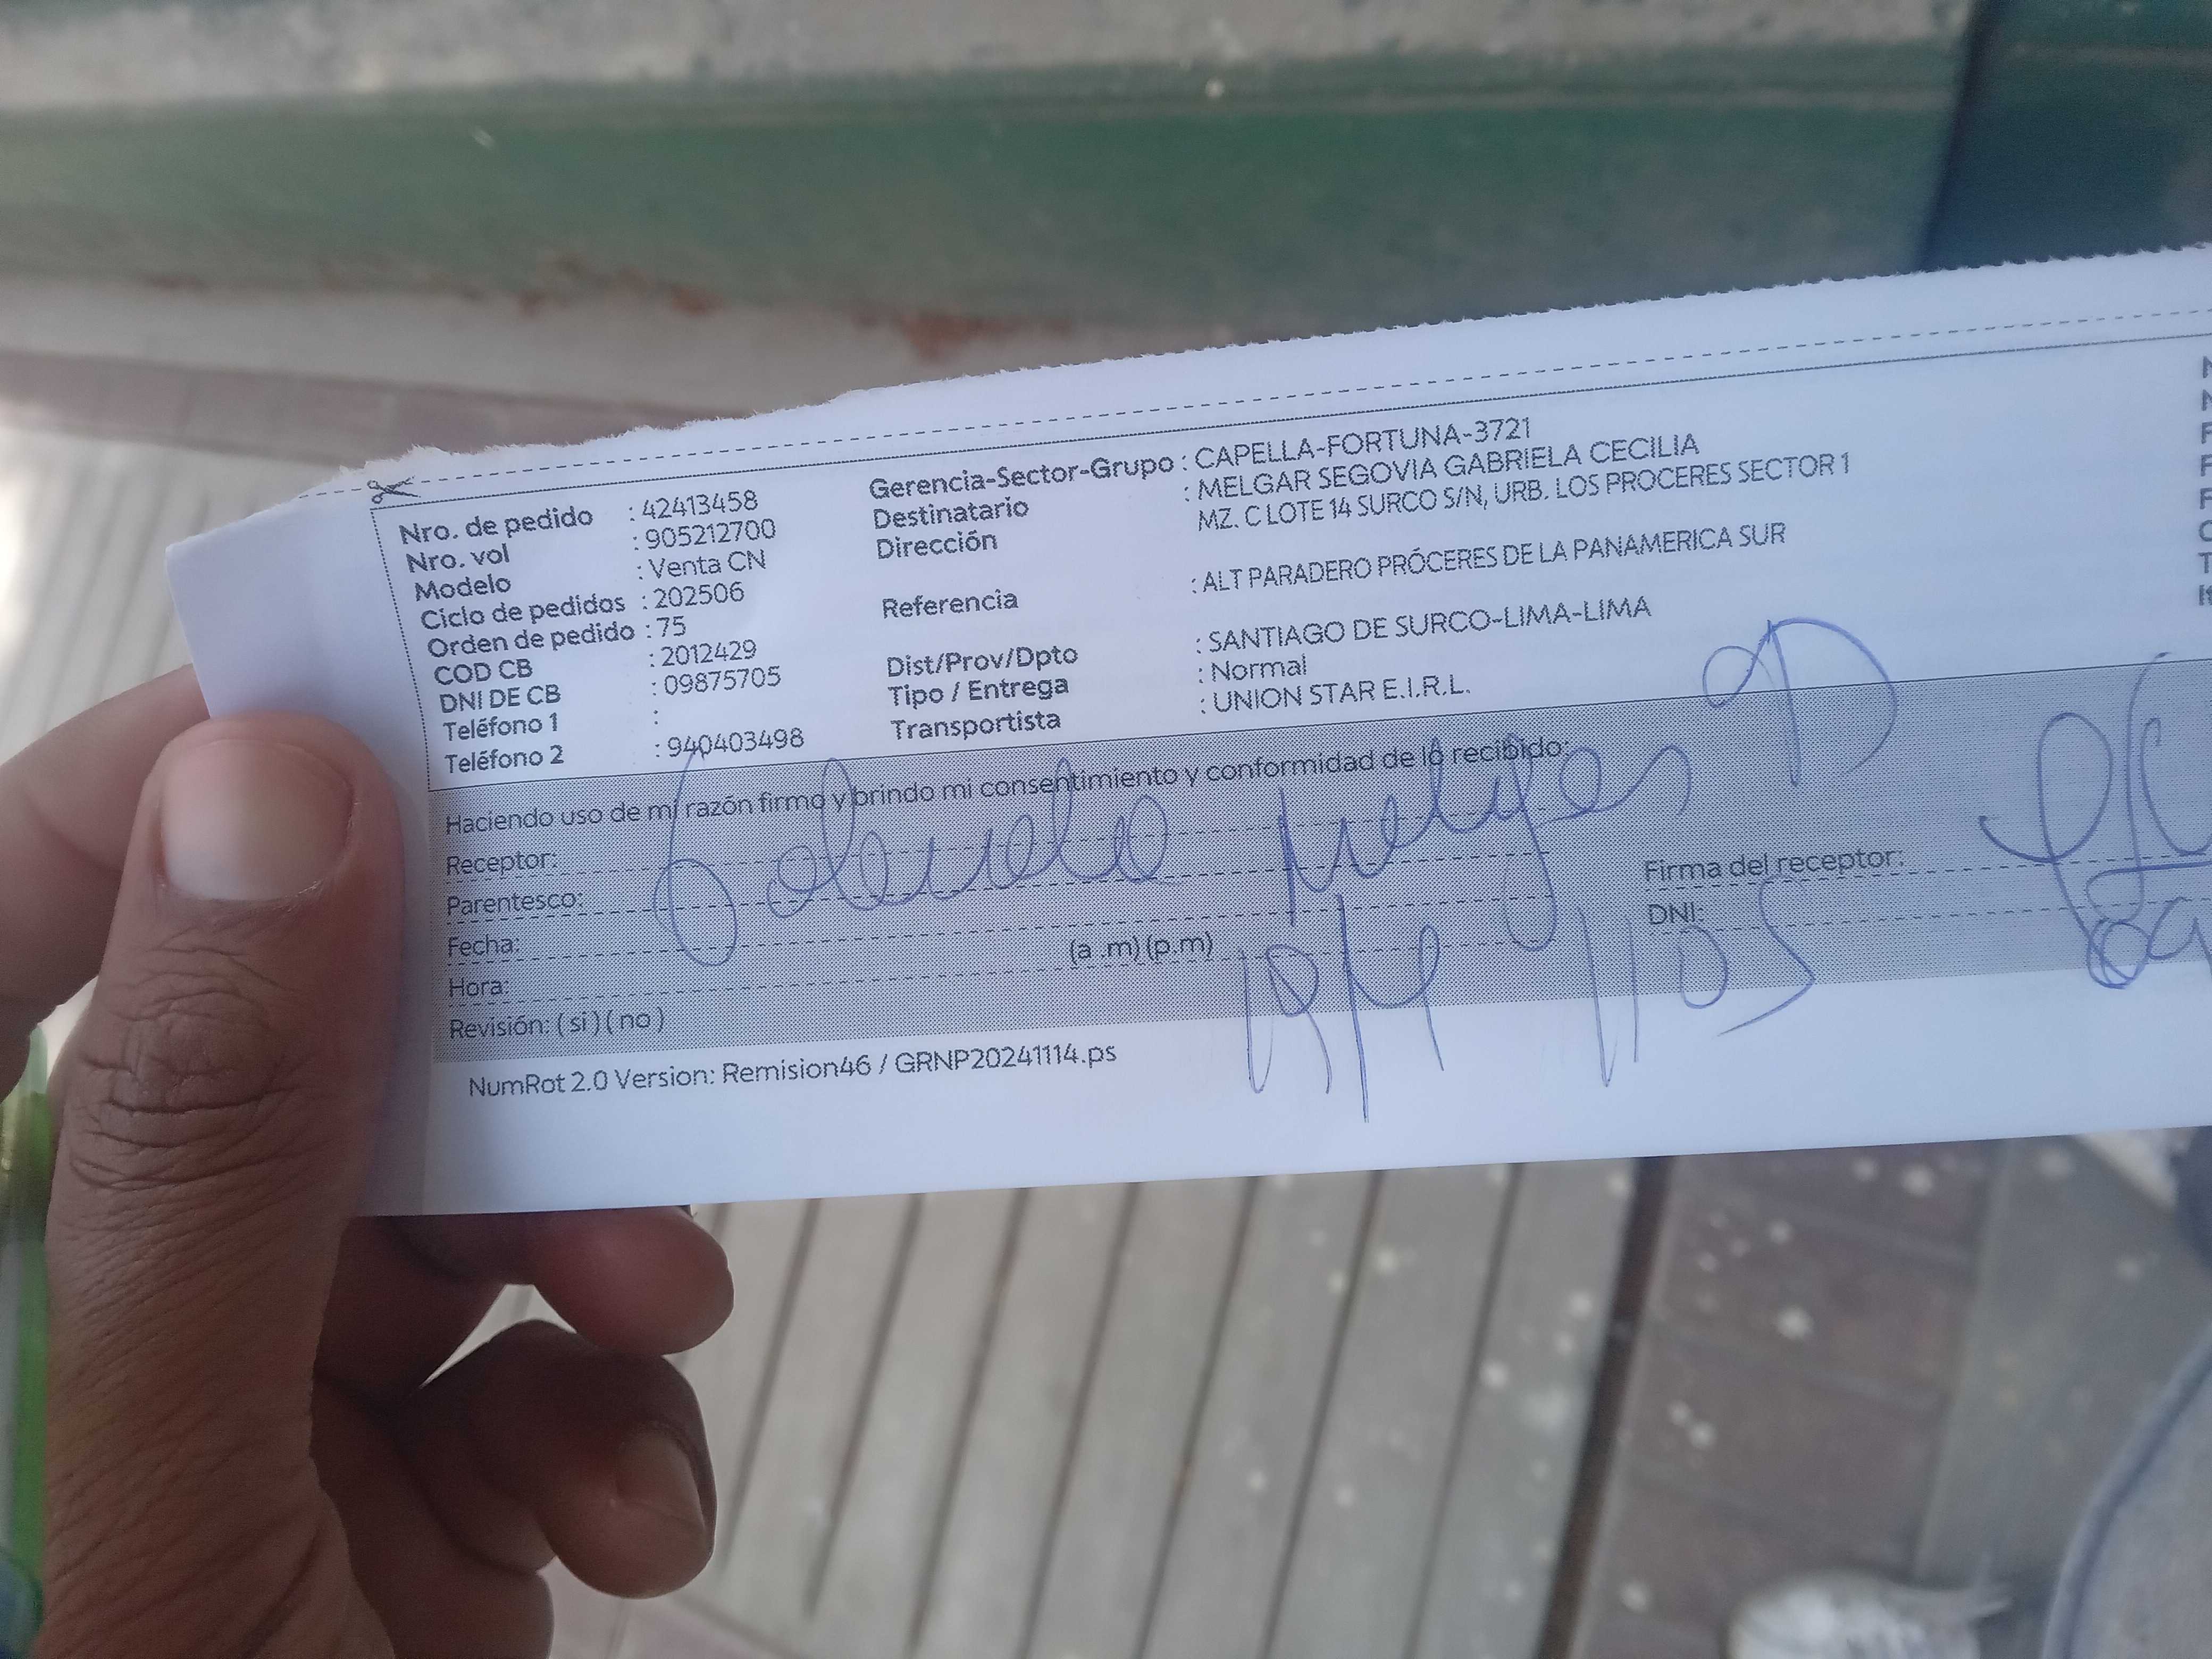 Nro. de pedido : 42413458
Nro. vol : 905212700
Modelo : Venta CN
Ciclo de pedidos : 202506
Orden de pedido : 75
COD CB : 2012429
DNI DE CB : 09875705
Teléfono 1 :
Teléfono 2 : 940403498
Gerencia-Sector-Grupo : CAPELLA-FORTUNA-3721
Destinatario : MELGAR SEGOVIA GABRIELA CECILIA
Dirección MZ. C LOTE 14 SURCO S/N, URB. LOS PROCERES SECTOR 1
Referencia : ALT PARADERO PRÓCERES DE LA PANAMERICA SUR
Dist/Prov/Dpto : SANTIAGO DE SURCO-LIMA-LIMA
Tipo / Entrega : Normal
Transportista : UNION STAR E.I.R.L.
Haciendo uso de mi razón firmo y brindo mi consentimiento y conformidad de lo recibido:
Receptor:
Parentesco:
Fecha:
Hora: (a .m) (p.m)
Revisión: ( si ) ( no )
Firma del receptor:
DNI:
NumRot 2.0 Version: Remision46 / GRNP20241114.ps